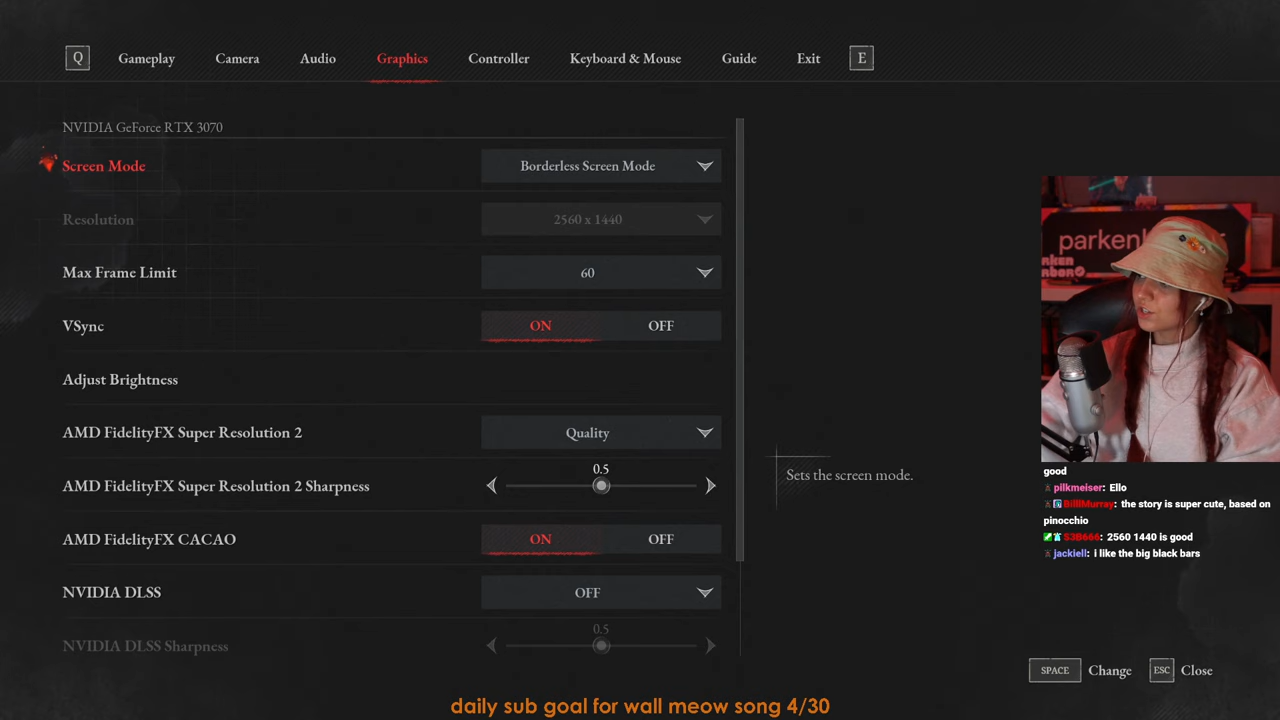 Q Gameplay Camera Audio Graphics Controller Keyboard & Mouse Guide Exit E
NVIDIA GeForce RTX 3070
Screen Mode Borderless Screen Mode
Resolution 2560 x 1440
Max Frame Limit 60
VSync ON OFF
Adjust Brightness
AMD FidelityFX Super Resolution 2 Quality
0.5
AMD FidelityFX Super Resolution 2 Sharpness
AMD FidelityFX CACAO ON OFF
NVIDIA DLSS OFF
0.5
NVIDIA DLSS Sharpness
Sets the screen mode.
good
pilkmeiser: Ello
BillllMurray: the story is super cute, based on
pinocchio
S3B666: 2560 1440 is good
jackiell: i like the big black bars
SPACE Change ESC Close
daily sub goal for wall meow song 4/30